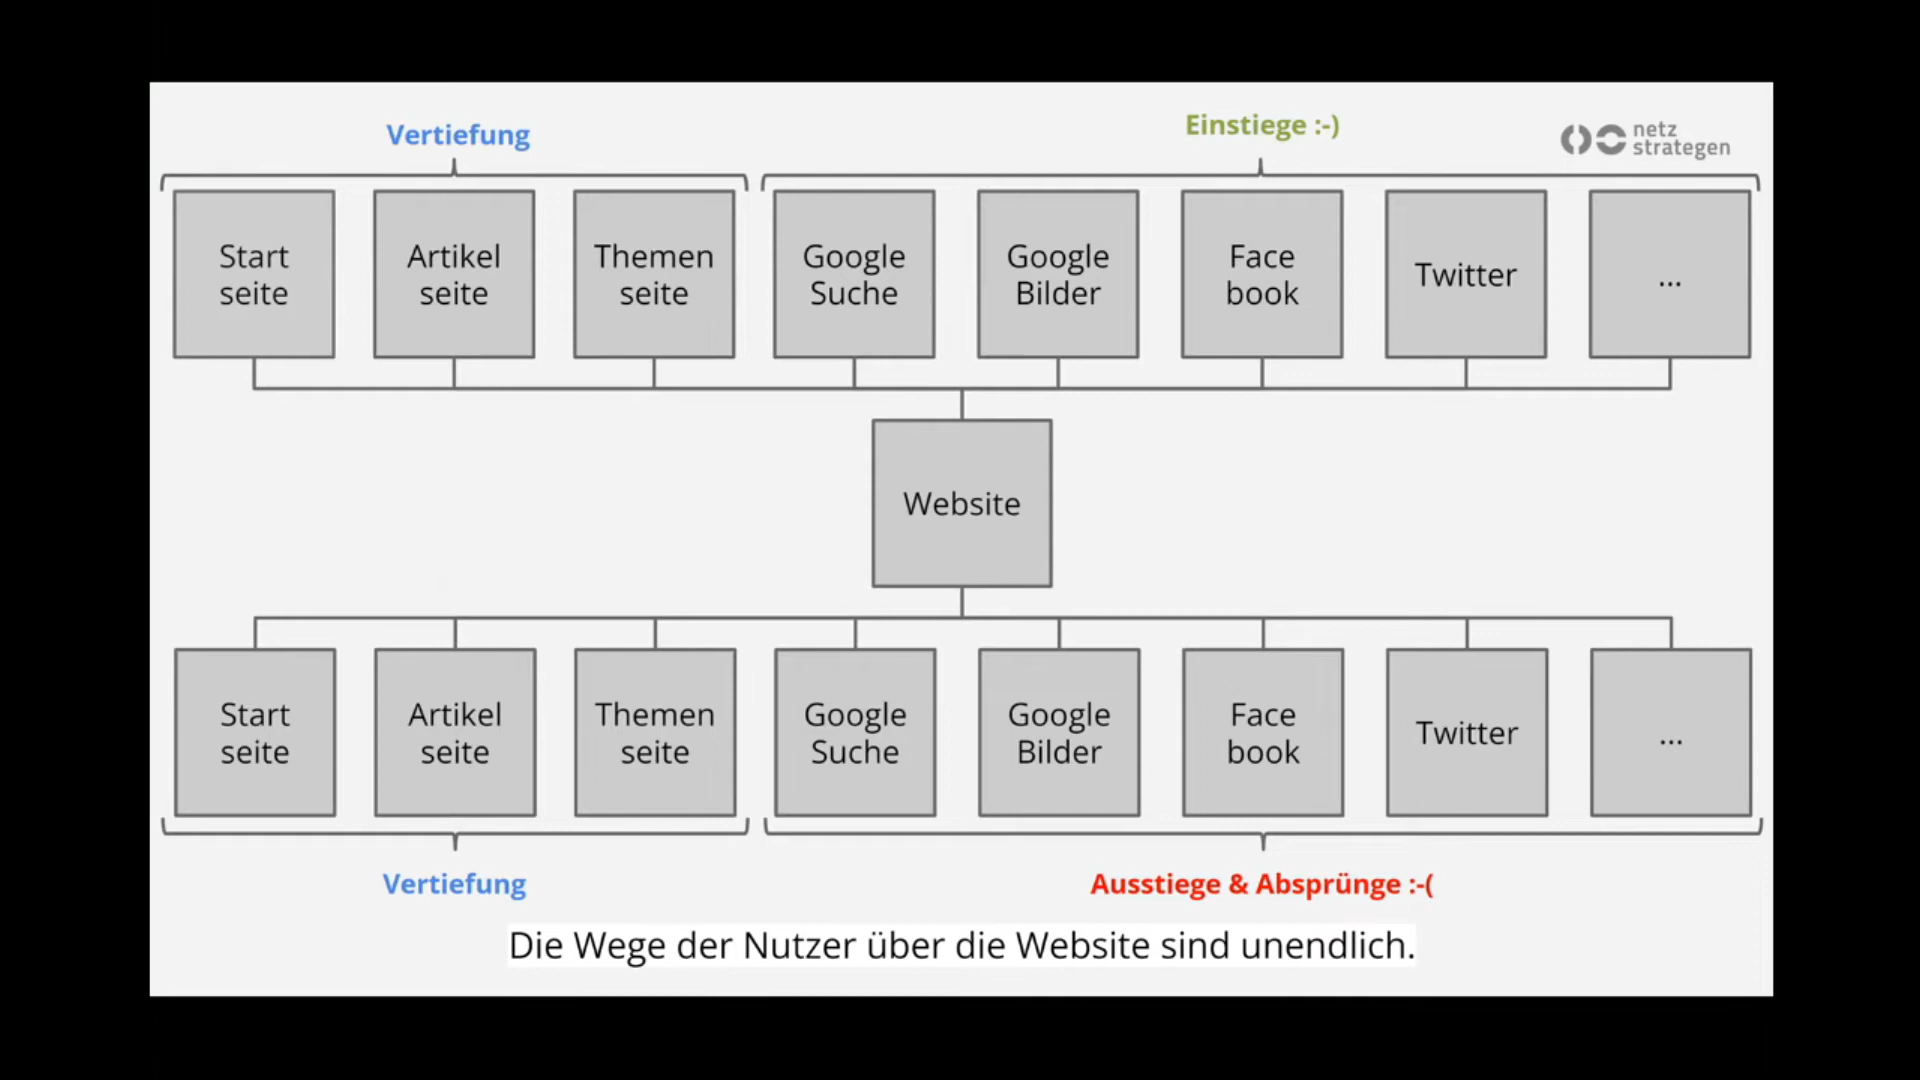 Vertiefung
Einstiege :-)
netz
strategen
Start
seite
Artikel
seite
Themen
seite
Google
Suche
Google
Bilder
Face
book
Twitter
...
Website
Start
seite
Artikel
seite
Themen
seite
Google
Suche
Google
Bilder
Face
book
Twitter
...
Vertiefung
Ausstiege & Absprünge :-(
Die Wege der Nutzer über die Website sind unendlich.